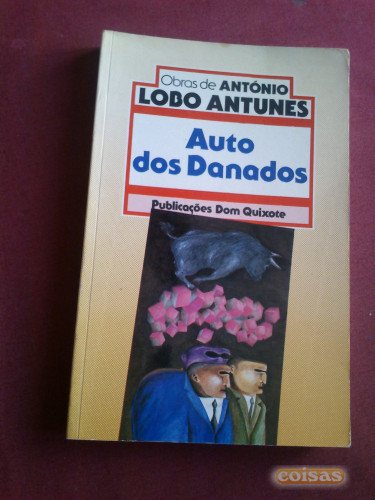 Obras de ANTÓNIO
LOBO ANTUNES
Auto
dos Danados
Publicações Dom Quixote
coisas